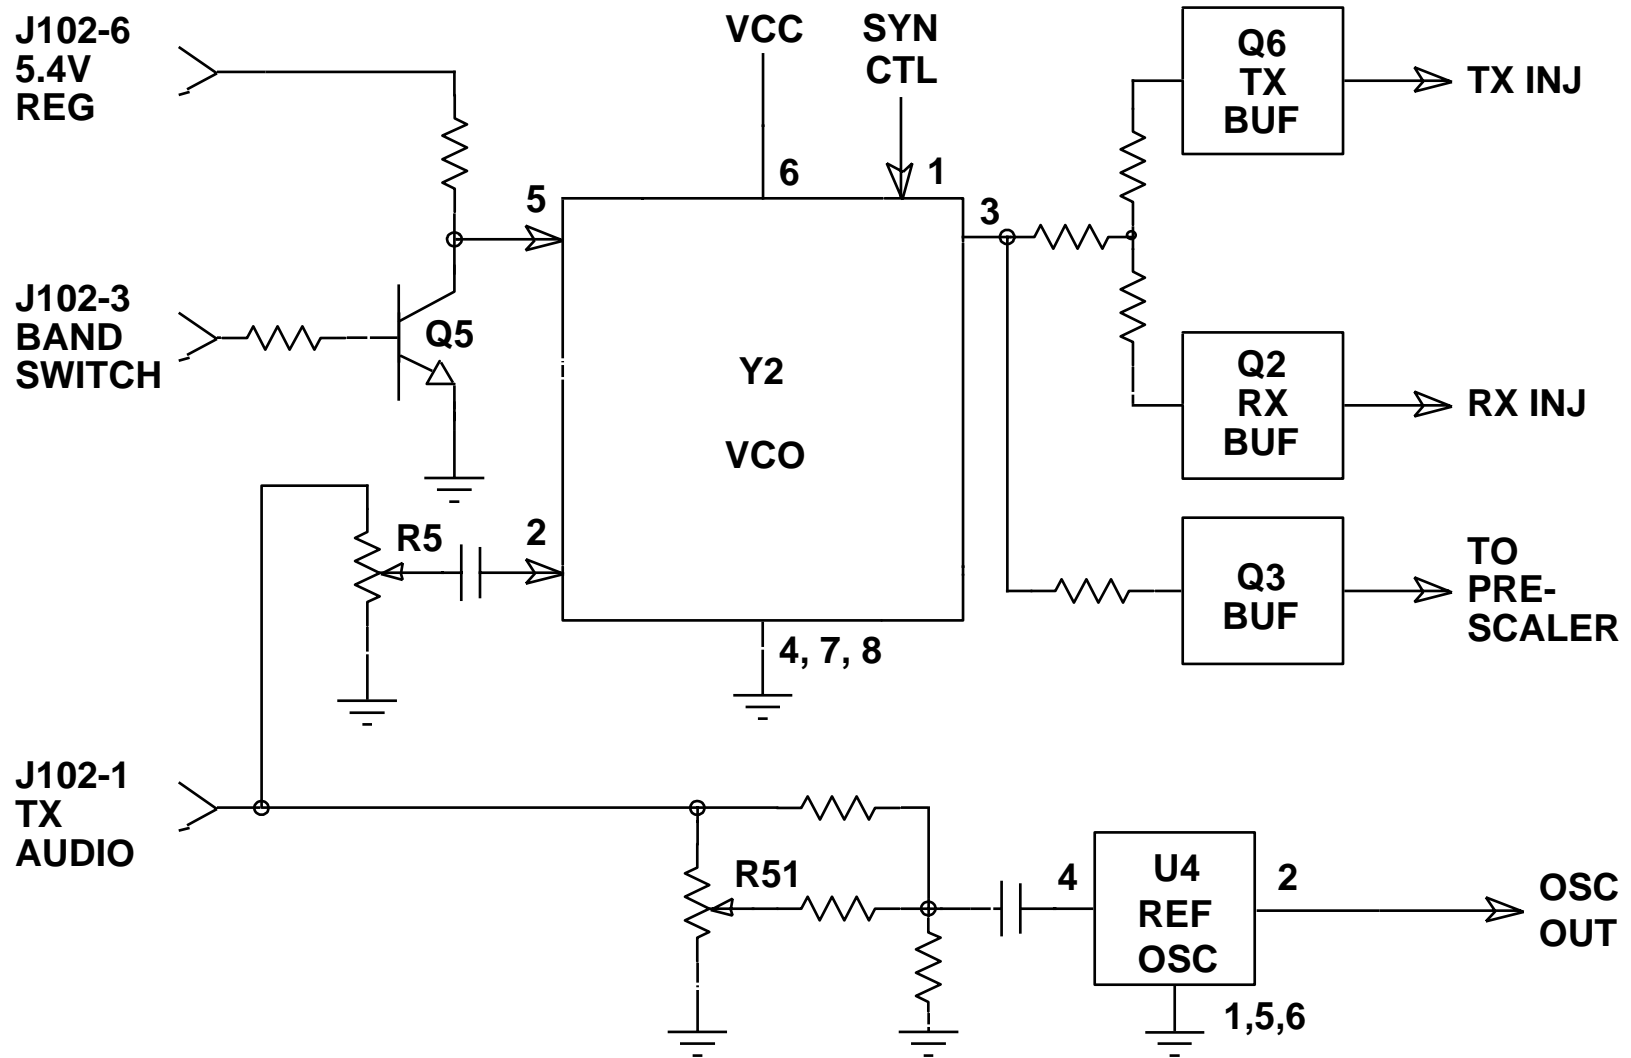 J102-6
5.4V
REG
VCC
SYN
CTL
Q6
TX
BUF
TX INJ
6
1
5
3
J102-3
BAND
SWITCH
Q5
Y2
VCO
Q2
RX
BUF
RX INJ
R5
2
Q3
BUF
TO
PRE-
SCALER
4, 7, 8
J102-1
TX
AUDIO
R51
4
U4
REF
OSC
2
OSC
OUT
1,5,6